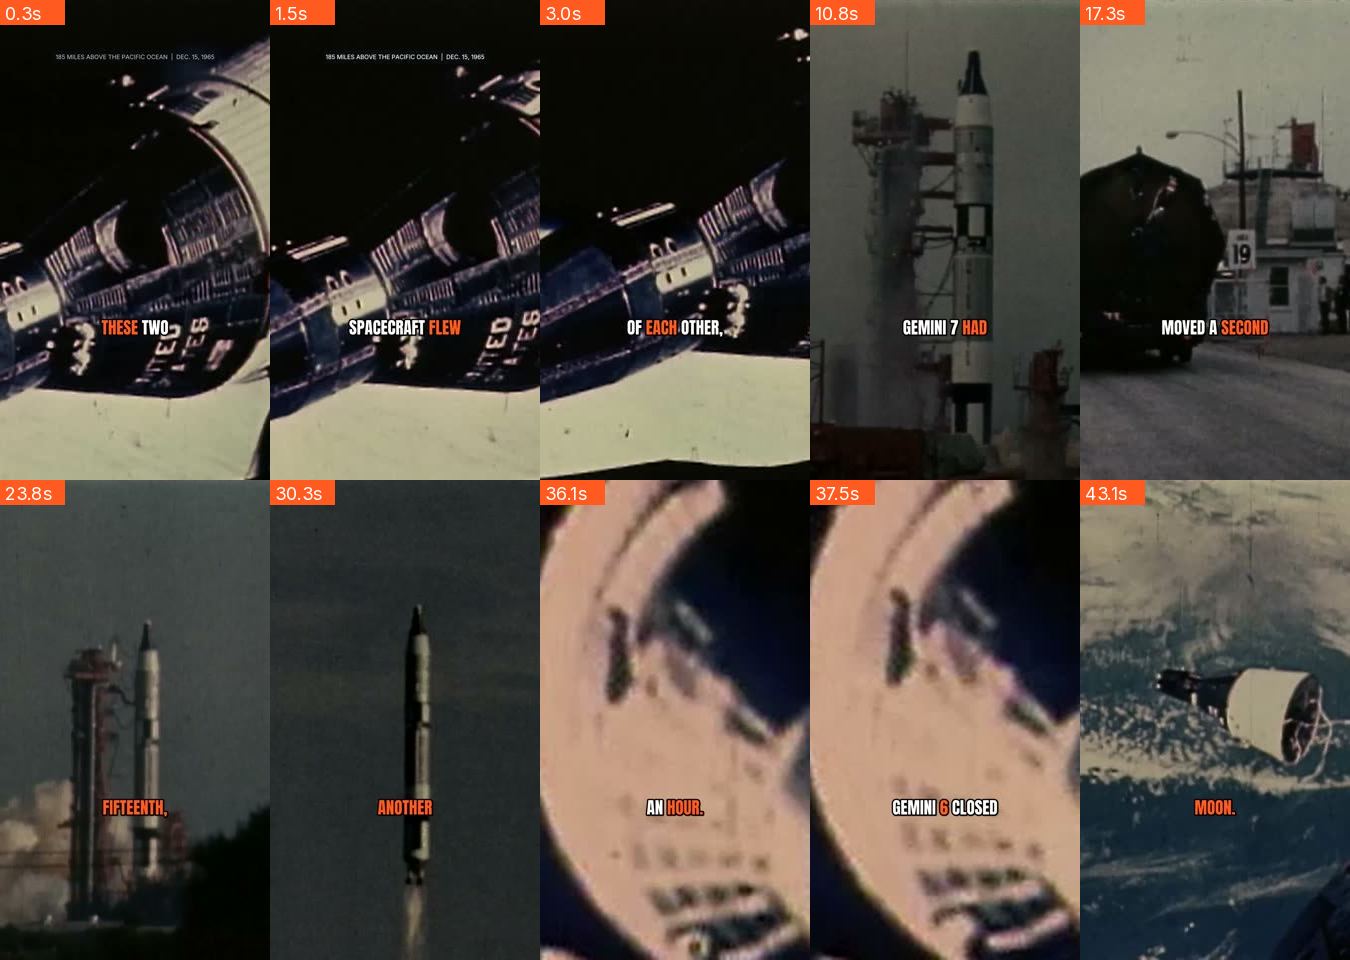 0.3s
185 MILES ABOVE THE PACIFIC OCEAN | DEC. 15, 1965
THESE TWO
UNITED
STATES
1.5s
185 MILES ABOVE THE PACIFIC OCEAN | DEC. 15, 1965
SPACECRAFT FLEW
3.0s
OF EACH OTHER,
10.8s
GEMINI 7 HAD
17.3s
19
MOVED A SECOND
23.8s
FIFTEENTH,
30.3s
ANOTHER
36.1s
AN HOUR.
37.5s
GEMINI 6 CLOSED
43.1s
MOON.